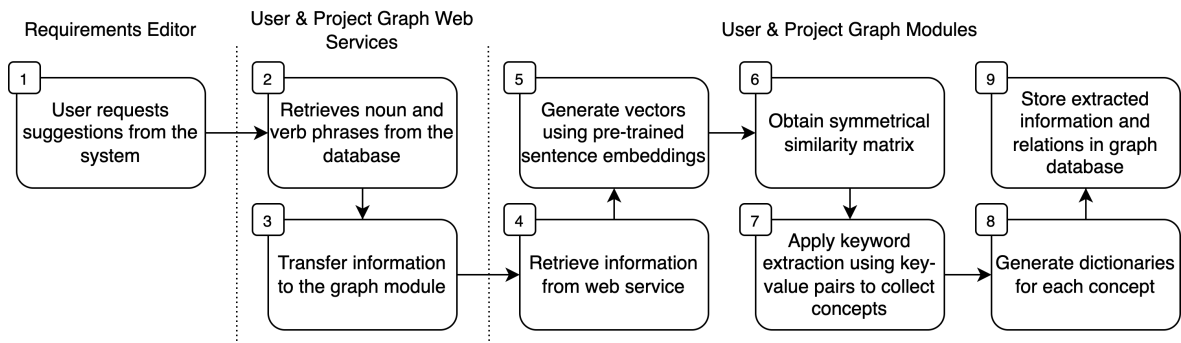 Requirements Editor
User & Project Graph Web
Services
User & Project Graph Modules
1
User requests
suggestions from the
system
2
Retrieves noun and
verb phrases from the
database
3
Transfer information
to the graph module
4
Retrieve information
from web service
5
Generate vectors
using pre-trained
sentence embeddings
6
Obtain symmetrical
similarity matrix
7
Apply keyword
extraction using key-
value pairs to collect
concepts
8
Generate dictionaries
for each concept
9
Store extracted
information and
relations in graph
database